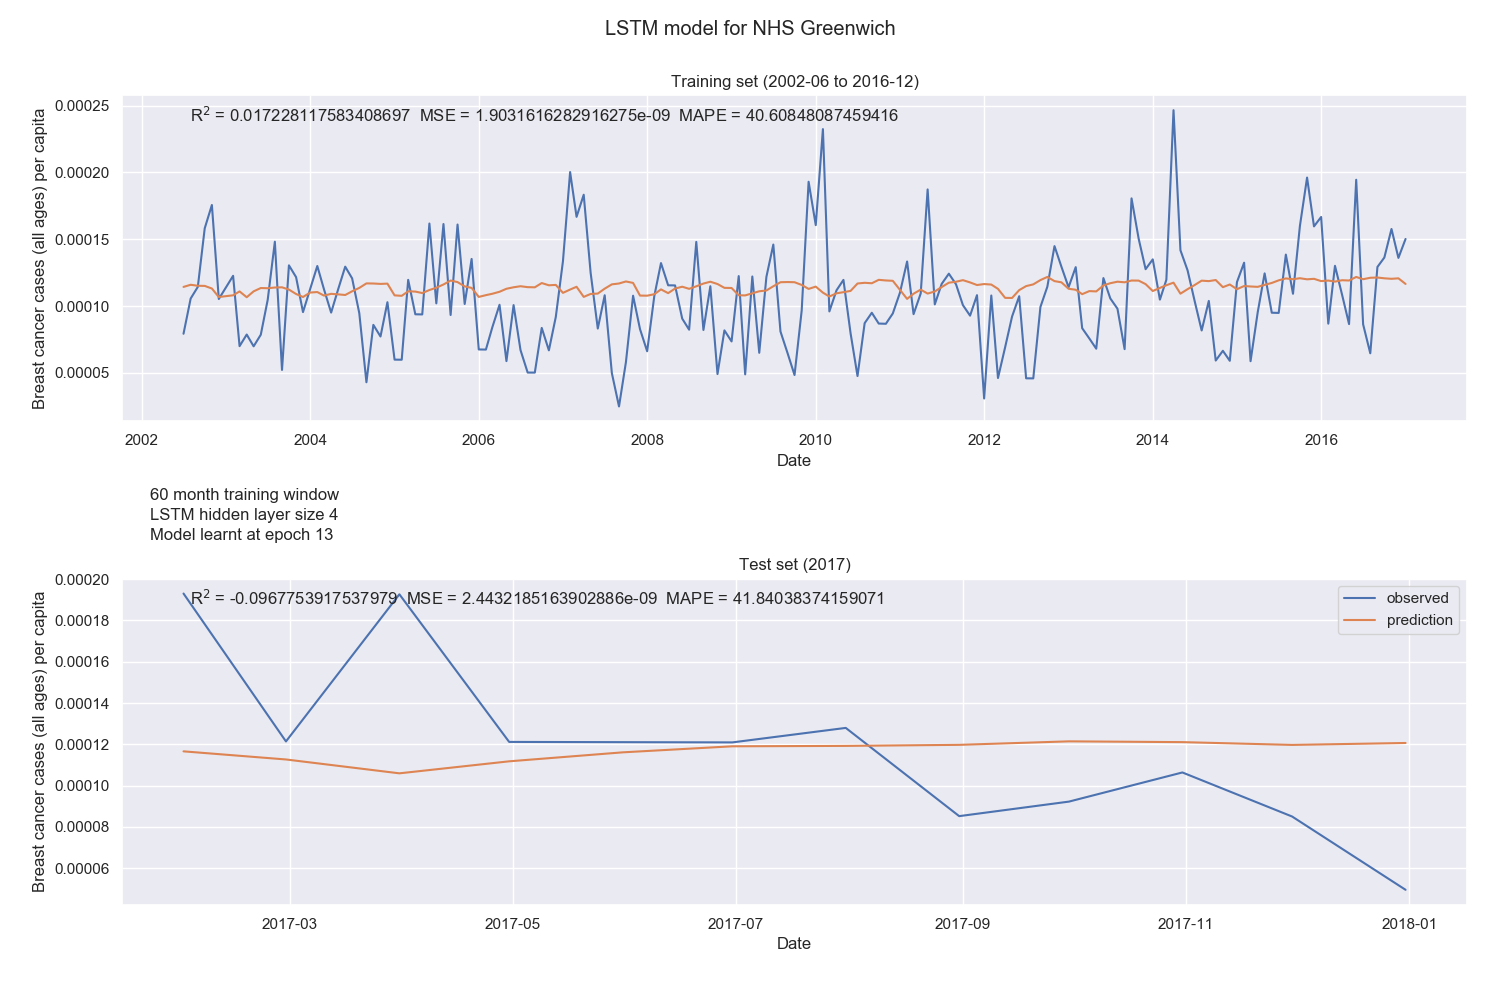 LSTM model for NHS Greenwich
Training set (2002-06 to 2016-12)
R² = 0.017228117583408697 MSE = 1.9031616282916275e-09 MAPE = 40.60848087459416
Breast cancer cases (all ages) per capita
0.00025
0.00020
0.00015
0.00010
0.00005
2002 2004 2006 2008 2010 2012 2014 2016
Date
60 month training window
LSTM hidden layer size 4
Model learnt at epoch 13
Test set (2017)
R² = -0.0967753917537979 MSE = 2.4432185163902886e-09 MAPE = 41.84038374159071
observed
prediction
Breast cancer cases (all ages) per capita
0.00020
0.00018
0.00016
0.00014
0.00012
0.00010
0.00008
0.00006
2017-03 2017-05 2017-07 2017-09 2017-11 2018-01
Date